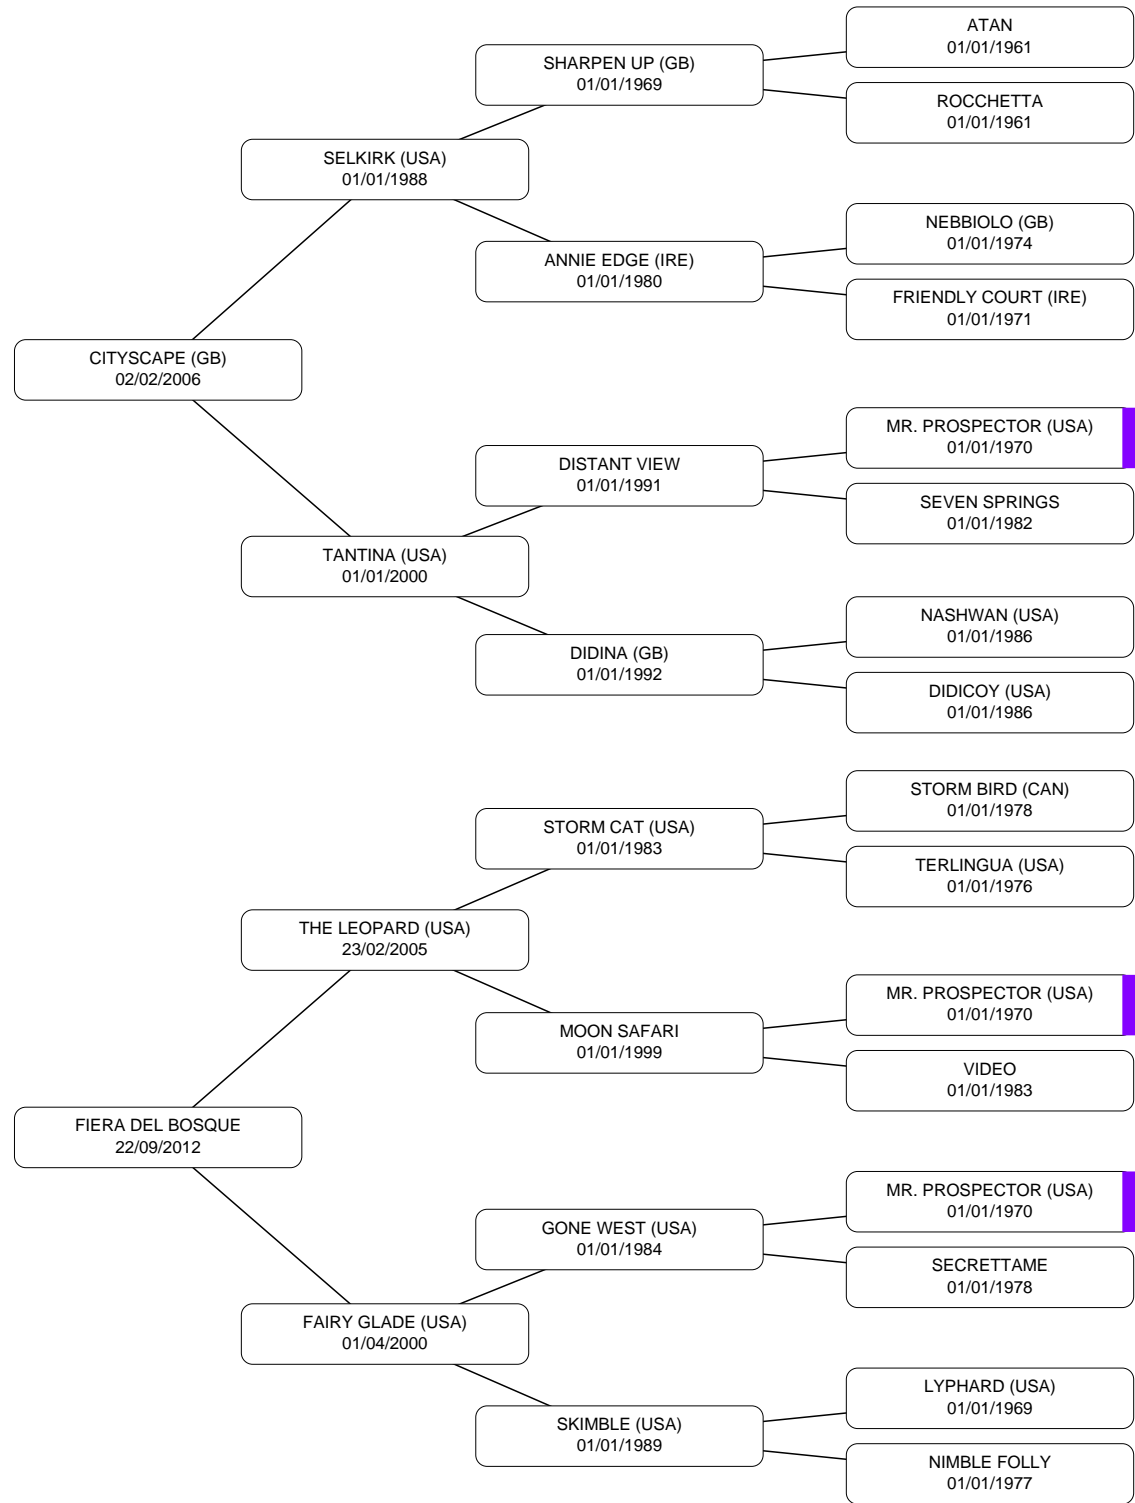 ATAN
01/01/1961
SHARPEN UP (GB)
01/01/1969
ROCCHETTA
01/01/1961
SELKIRK (USA)
01/01/1988
NEBBIOLO (GB)
01/01/1974
ANNIE EDGE (IRE)
01/01/1980
FRIENDLY COURT (IRE)
01/01/1971
CITYSCAPE (GB)
02/02/2006
MR. PROSPECTOR (USA)
01/01/1970
DISTANT VIEW
01/01/1991
SEVEN SPRINGS
01/01/1982
TANTINA (USA)
01/01/2000
NASHWAN (USA)
01/01/1986
DIDINA (GB)
01/01/1992
DIDICOY (USA)
01/01/1986
STORM BIRD (CAN)
01/01/1978
STORM CAT (USA)
01/01/1983
TERLINGUA (USA)
01/01/1976
THE LEOPARD (USA)
23/02/2005
MR. PROSPECTOR (USA)
01/01/1970
MOON SAFARI
01/01/1999
VIDEO
01/01/1983
FIERA DEL BOSQUE
22/09/2012
MR. PROSPECTOR (USA)
01/01/1970
GONE WEST (USA)
01/01/1984
SECRETTAME
01/01/1978
FAIRY GLADE (USA)
01/04/2000
LYPHARD (USA)
01/01/1969
SKIMBLE (USA)
01/01/1989
NIMBLE FOLLY
01/01/1977